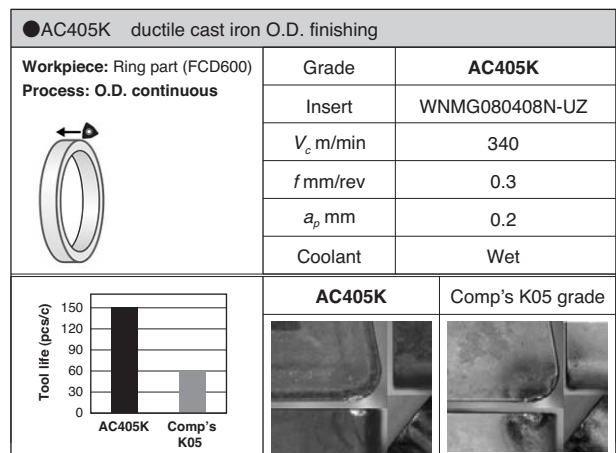 ●AC405K ductile cast iron O.D. finishing
Workpiece: Ring part (FCD600)
Process: O.D. continuous
Grade AC405K
Insert WNMG080408N-UZ
Vc m/min 340
f mm/rev 0.3
ap mm 0.2
Coolant Wet
Tool life (pcs/c)
150
120
90
60
30
0
AC405K Comp's
K05
AC405K Comp's K05 grade